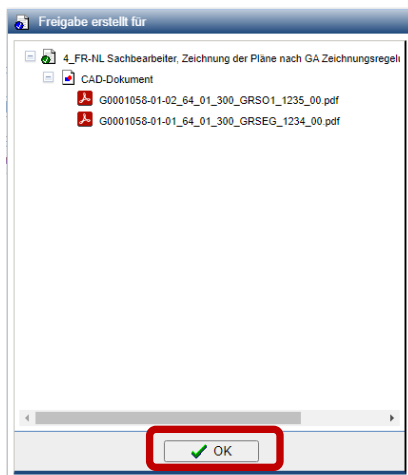 Freigabe erstellt für
4_FR-NL Sachbearbeiter, Zeichnung der Pläne nach GA Zeichnungsregelu
CAD-Dokument
G0001058-01-02_64_01_300_GRSO1_1235_00.pdf
G0001058-01-01_64_01_300_GRSEG_1234_00.pdf
OK